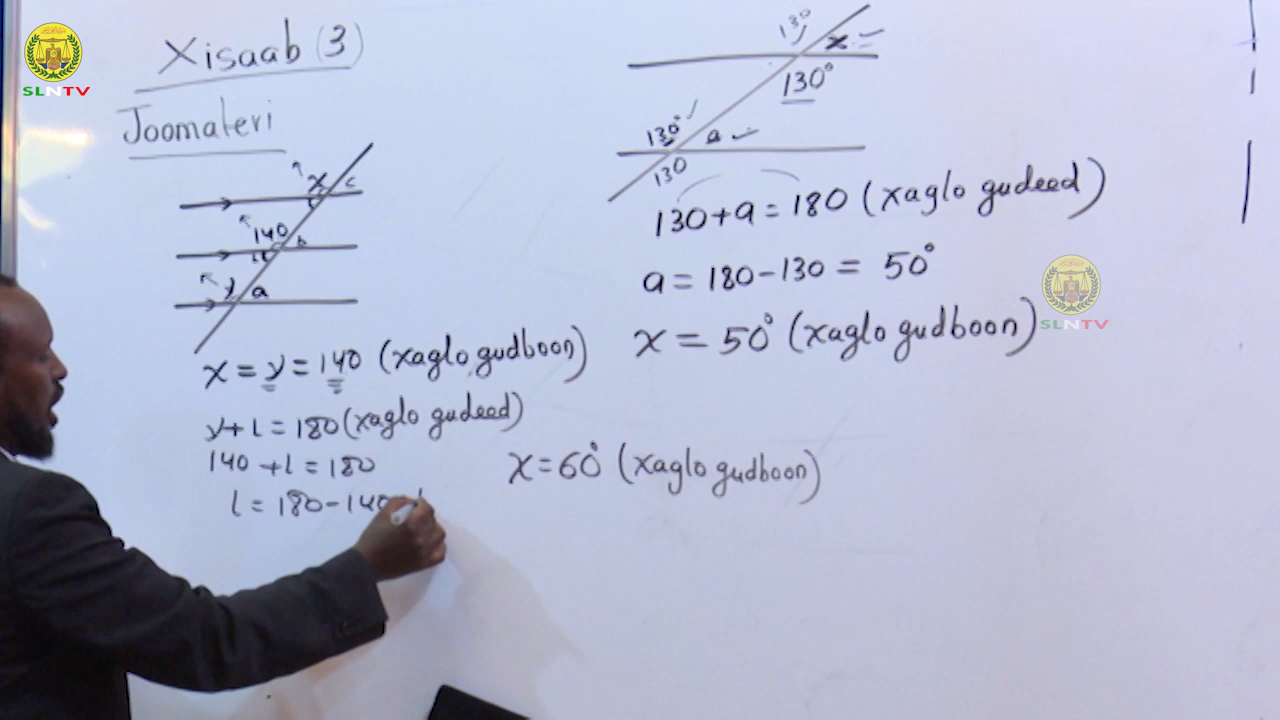 SLNTV
Xisaab (3)
Joomateri
x c
140 b
y a
x = y = 140 (xaglo gudboon)
y + l = 180 (xaglo gudeed)
140 + l = 180
l = 180 - 140
130
x
130°
130° a
130
130 + a = 180 (xaglo gudeed)
a = 180 - 130 = 50°
x = 50° (xaglo gudboon)
x = 60° (xaglo gudboon)
SLNTV